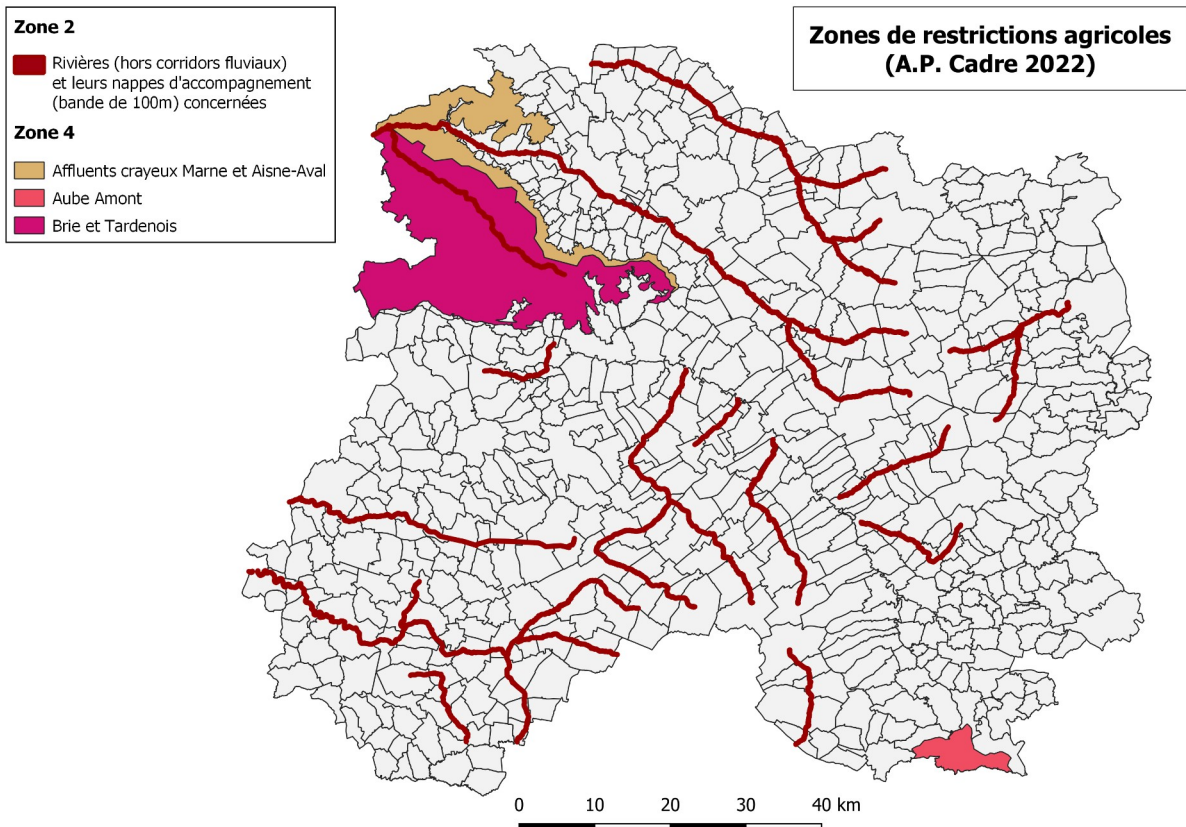 Zone 2
Rivières (hors corridors fluviaux)
et leurs nappes d'accompagnement
(bande de 100m) concernées
Zone 4
Affluents crayeux Marne et Aisne-Aval
Aube Amont
Brie et Tardenois
Zones de restrictions agricoles
(A.P. Cadre 2022)
0 10 20 30 40 km